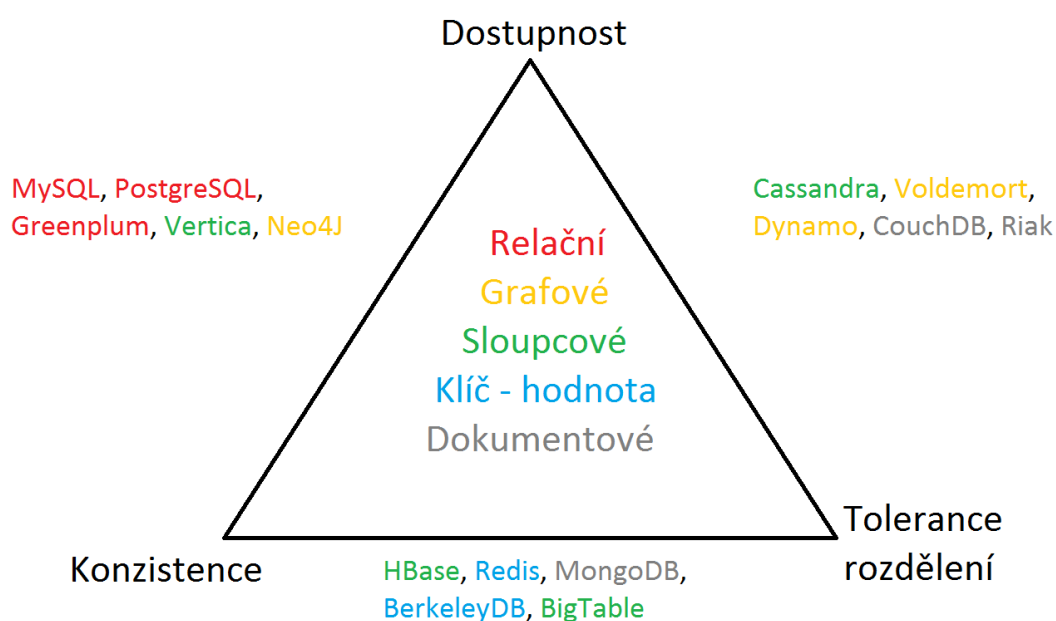 Dostupnost
MySQL, PostgreSQL,
Greenplum, Vertica, Neo4J
Cassandra, Voldemort,
Dynamo, CouchDB, Riak
Relační
Grafové
Sloupcové
Klíč - hodnota
Dokumentové
Konzistence
Tolerance
rozdělení
HBase, Redis, MongoDB,
BerkeleyDB, BigTable